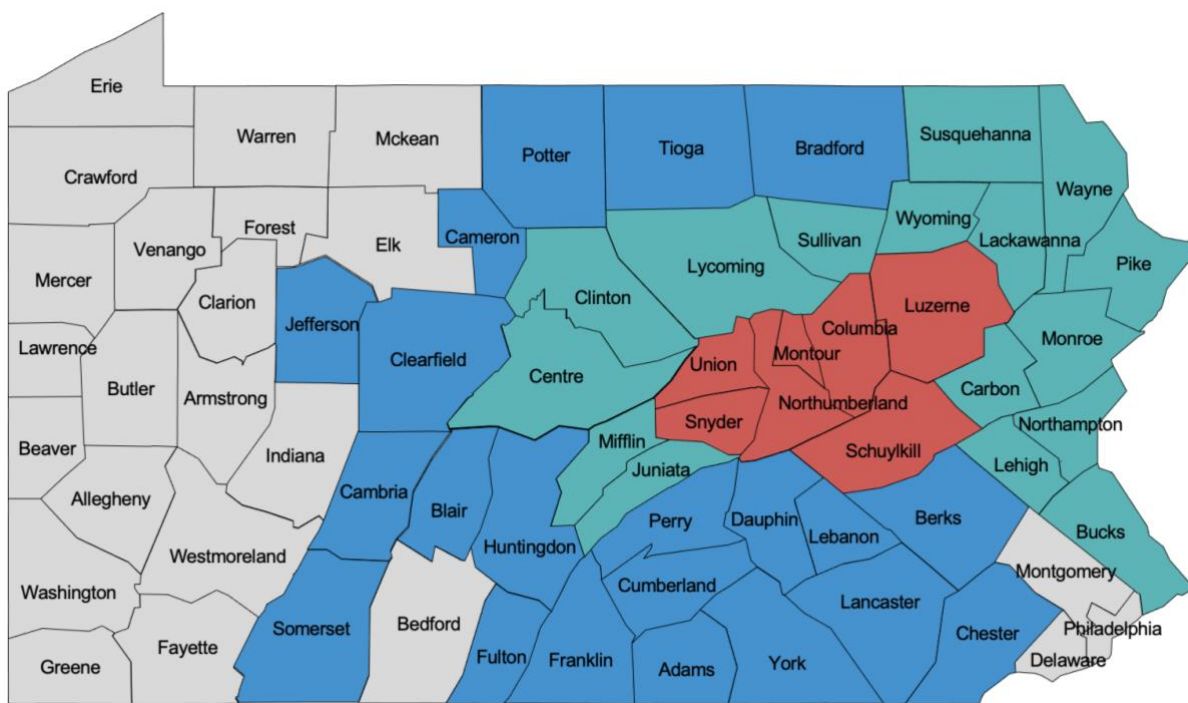 Erie
Warren
Mckean
Potter
Tioga
Bradford
Susquehanna
Crawford
Wayne
Forest
Venango
Elk
Cameron
Wyoming
Sullivan
Lackawanna
Mercer
Clarion
Lycoming
Pike
Clinton
Luzerne
Jefferson
Columbia
Lawrence
Clearfield
Montour
Monroe
Butler
Union
Centre
Armstrong
Carbon
Northumberland
Snyder
Northampton
Beaver
Indiana
Mifflin
Schuylkill
Lehigh
Juniata
Allegheny
Cambria
Blair
Perry
Dauphin
Berks
Lebanon
Bucks
Huntingdon
Westmoreland
Montgomery
Cumberland
Washington
Lancaster
Bedford
Somerset
Philadelphia
Chester
Fayette
Greene
Fulton
Franklin
Adams
York
Delaware